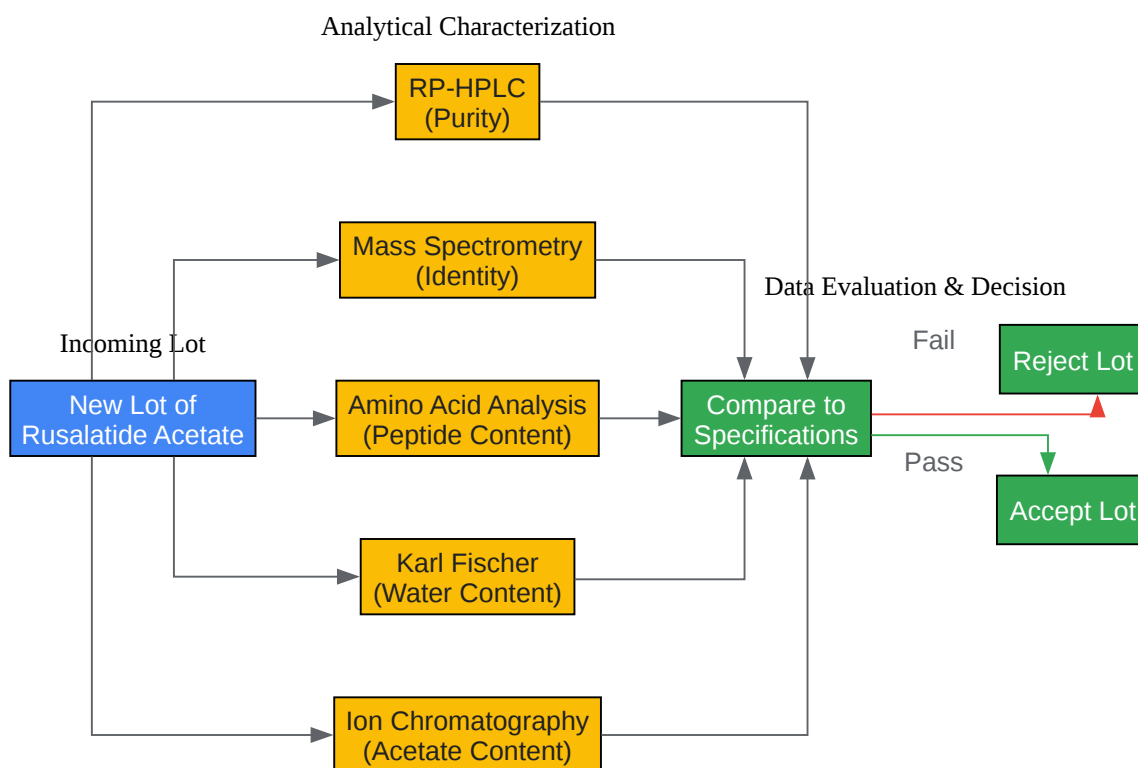 Analytical Characterization
RP-HPLC
(Purity)
Mass Spectrometry
(Identity)
Data Evaluation & Decision
Incoming Lot
Fail
Reject Lot
New Lot of
Rusalatide Acetate
Amino Acid Analysis
(Peptide Content)
Compare to
Specifications
Pass
Accept Lot
Karl Fischer
(Water Content)
Ion Chromatography
(Acetate Content)